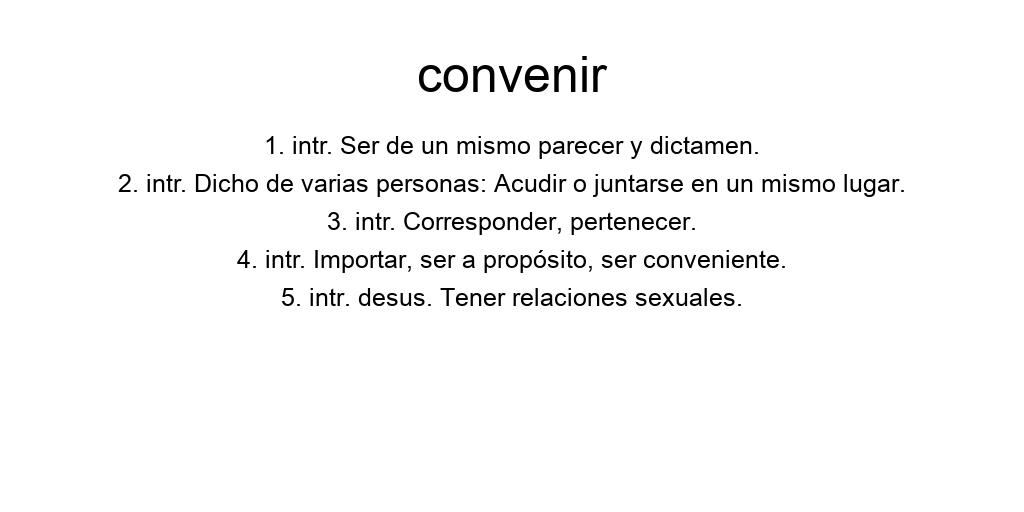 convenir
1. intr. Ser de un mismo parecer y dictamen.
2. intr. Dicho de varias personas: Acudir o juntarse en un mismo lugar.
3. intr. Corresponder, pertenecer.
4. intr. Importar, ser a propósito, ser conveniente.
5. intr. desus. Tener relaciones sexuales.